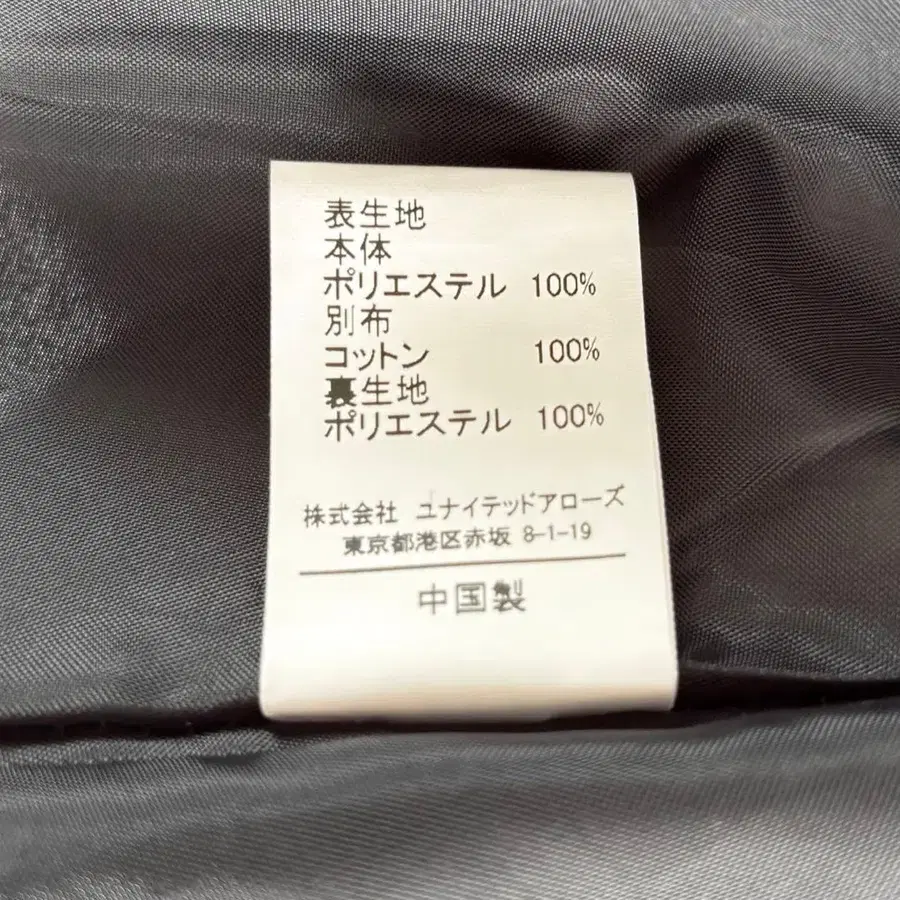 表生地
本体
ポリエステル 100%
別布
コットン 100%
裏生地
ポリエステル 100%
株式会社 ユナイテッドアローズ
東京都港区赤坂 8-1-19
中国製